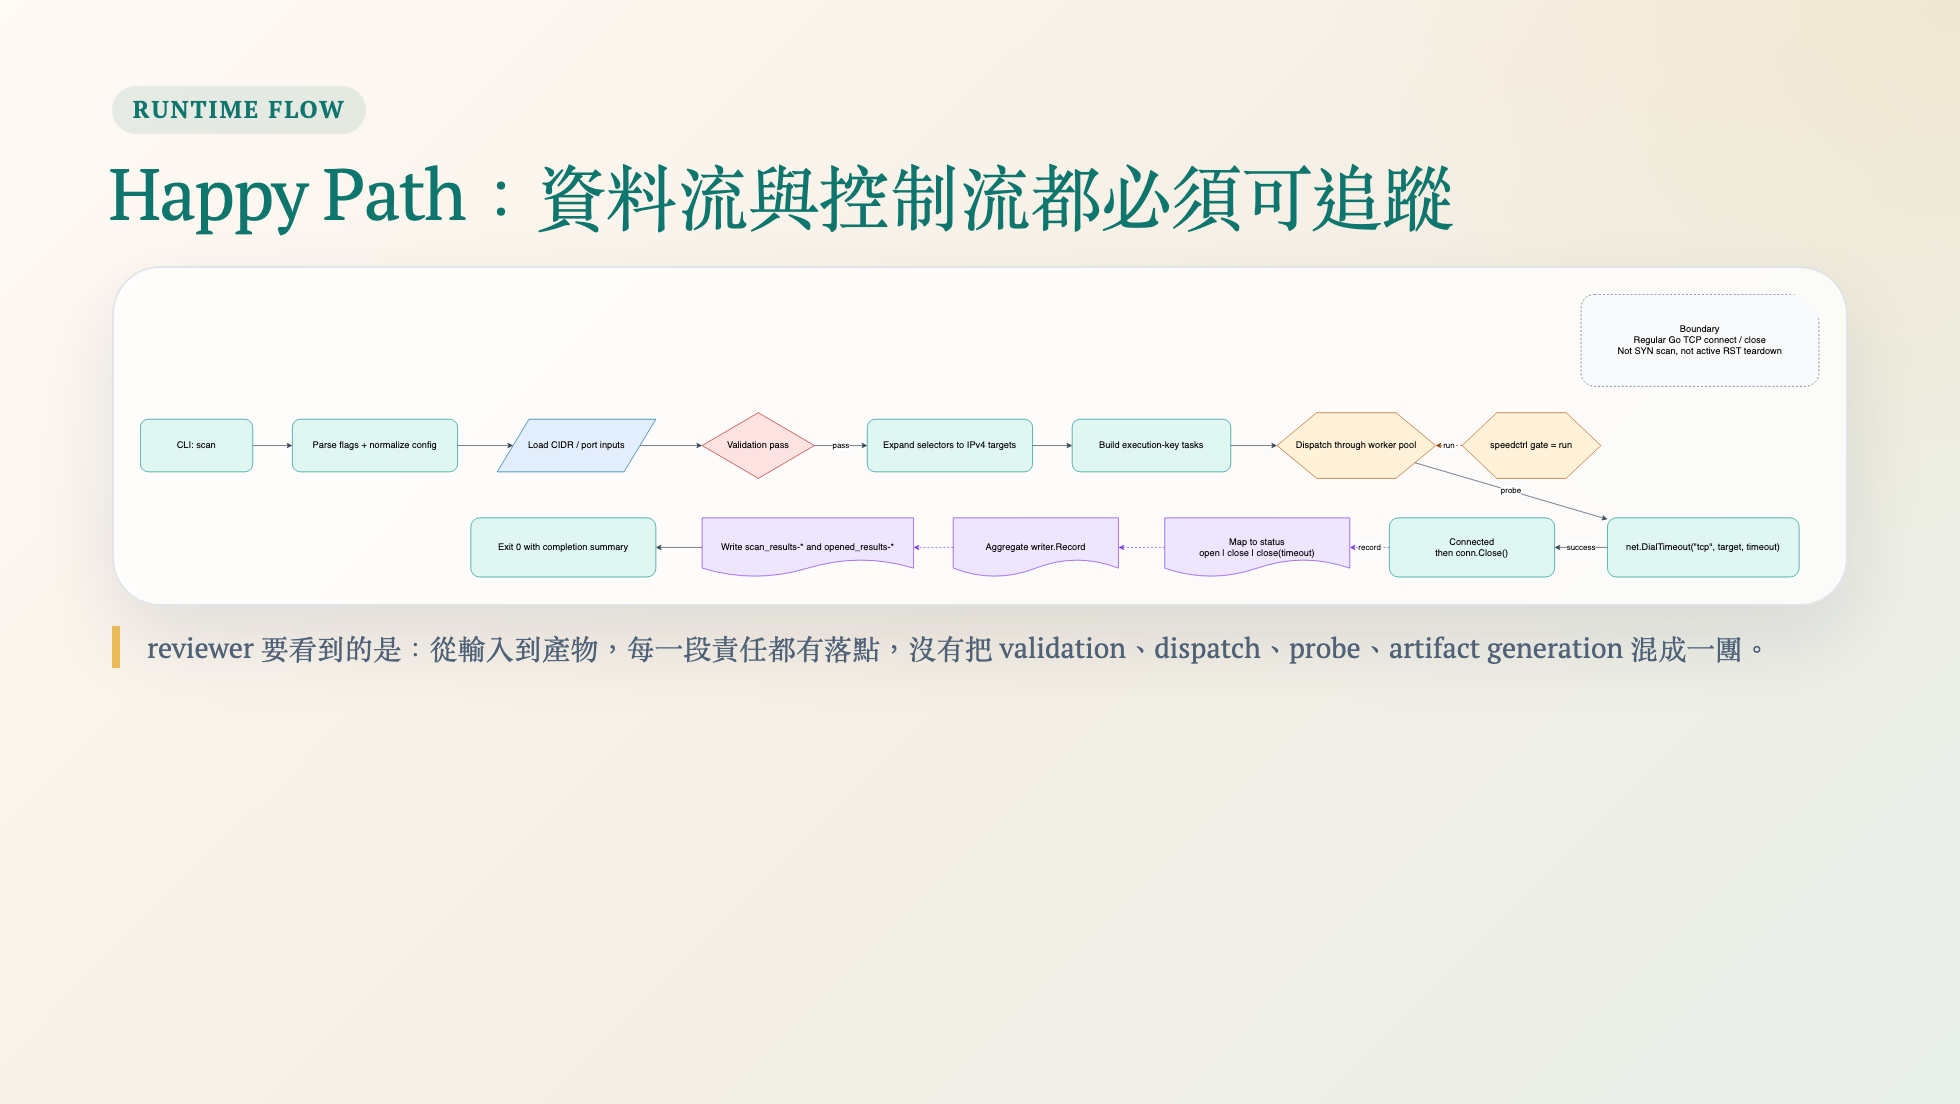 RUNTIME FLOW
Happy Path：資料流與控制流都必須可追蹤
Boundary
Regular Go TCP connect / close
Not SYN scan, not active RST teardown
CLI: scan
Parse flags + normalize config
Load CIDR / port inputs
Validation pass
pass
Expand selectors to IPv4 targets
Build execution-key tasks
Dispatch through worker pool
run
speedctrl gate = run
probe
net.DialTimeout("tcp", target, timeout)
success
Connected
then conn.Close()
record
Map to status
open | close | close(timeout)
Aggregate writer.Record
Write scan_results-* and opened_results-*
Exit 0 with completion summary
reviewer 要看到的是：從輸入到產物，每一段責任都有落點，沒有把 validation、dispatch、probe、artifact generation 混成一團。